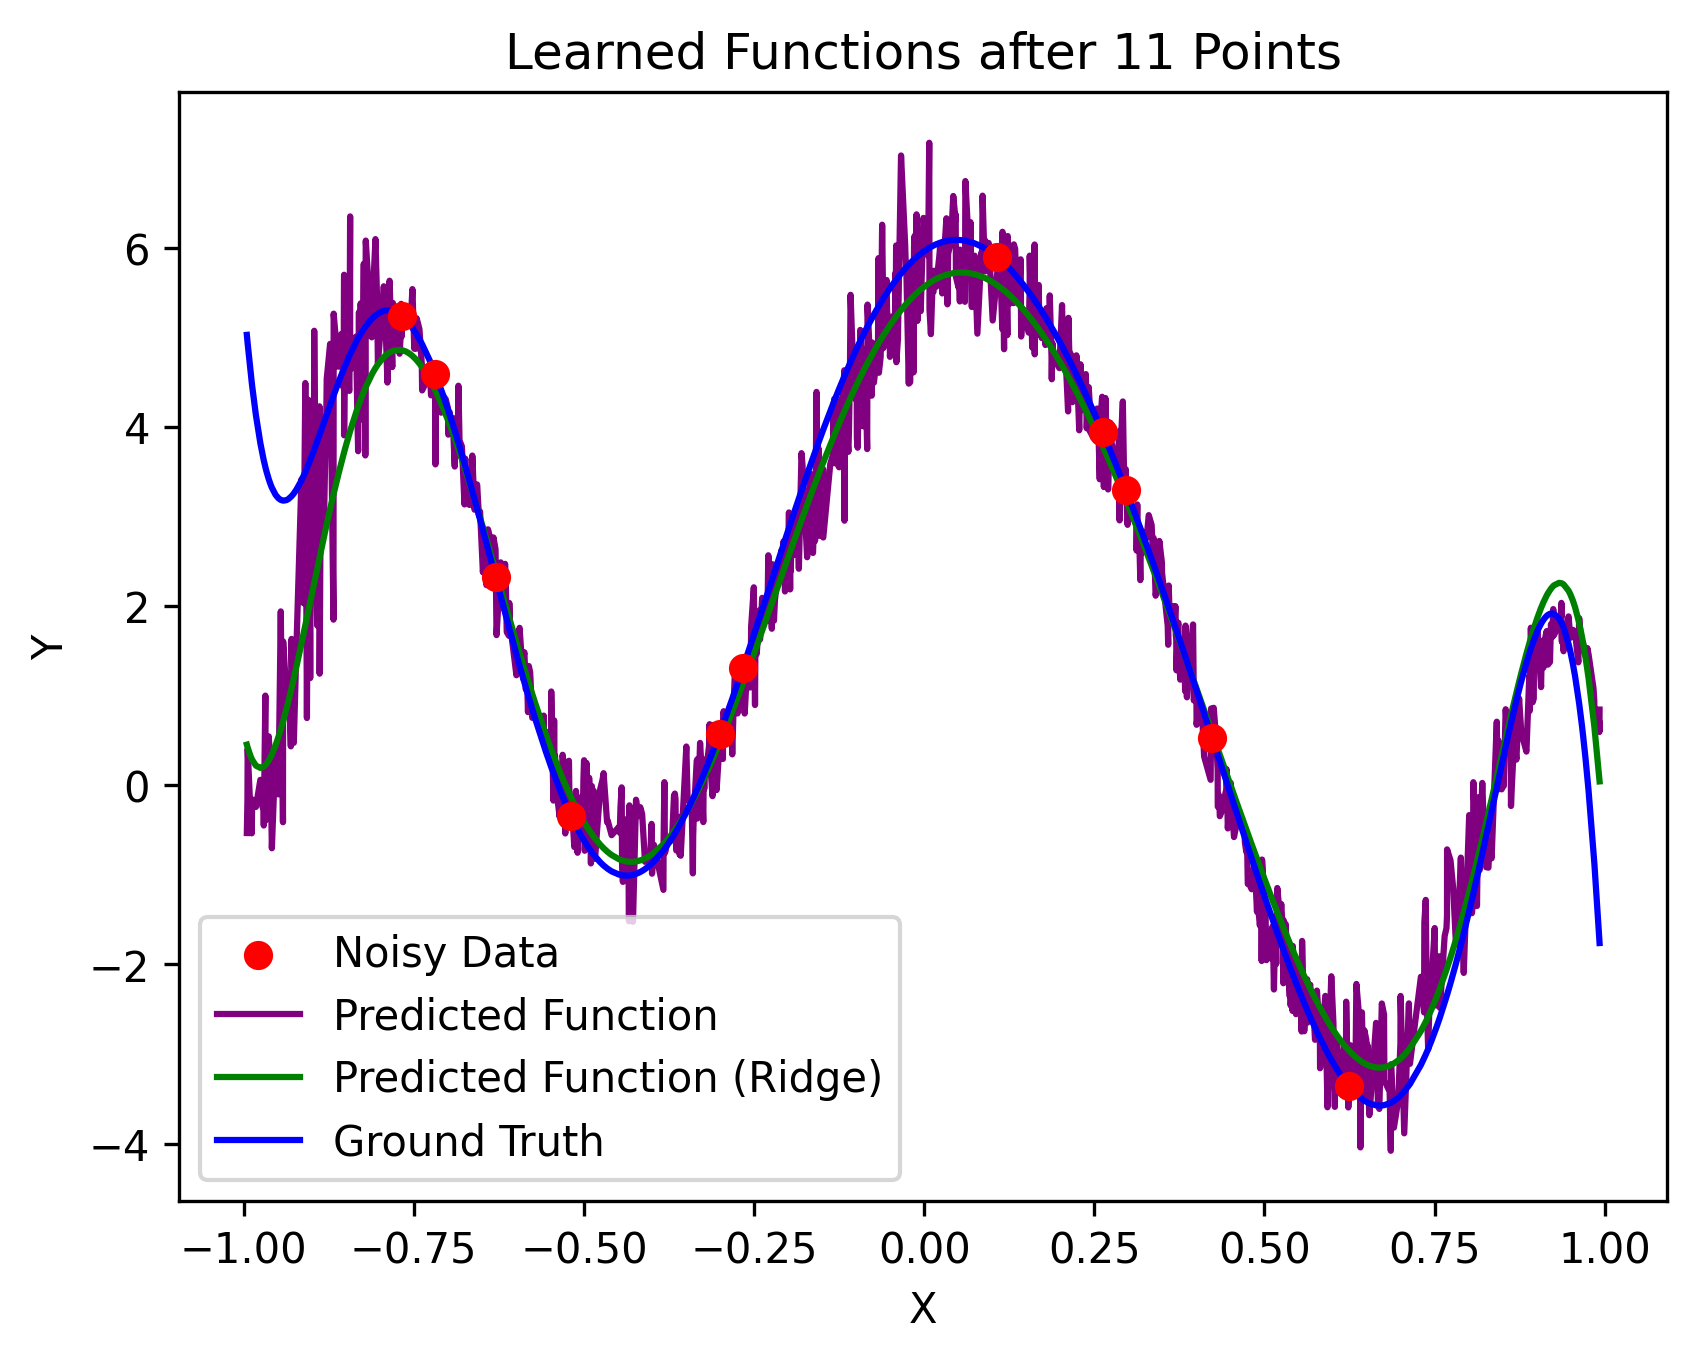 Learned Functions after 11 Points
Y
6
4
2
0
−2
−4
Noisy Data
Predicted Function
Predicted Function (Ridge)
Ground Truth
−1.00 −0.75 −0.50 −0.25 0.00 0.25 0.50 0.75 1.00
X